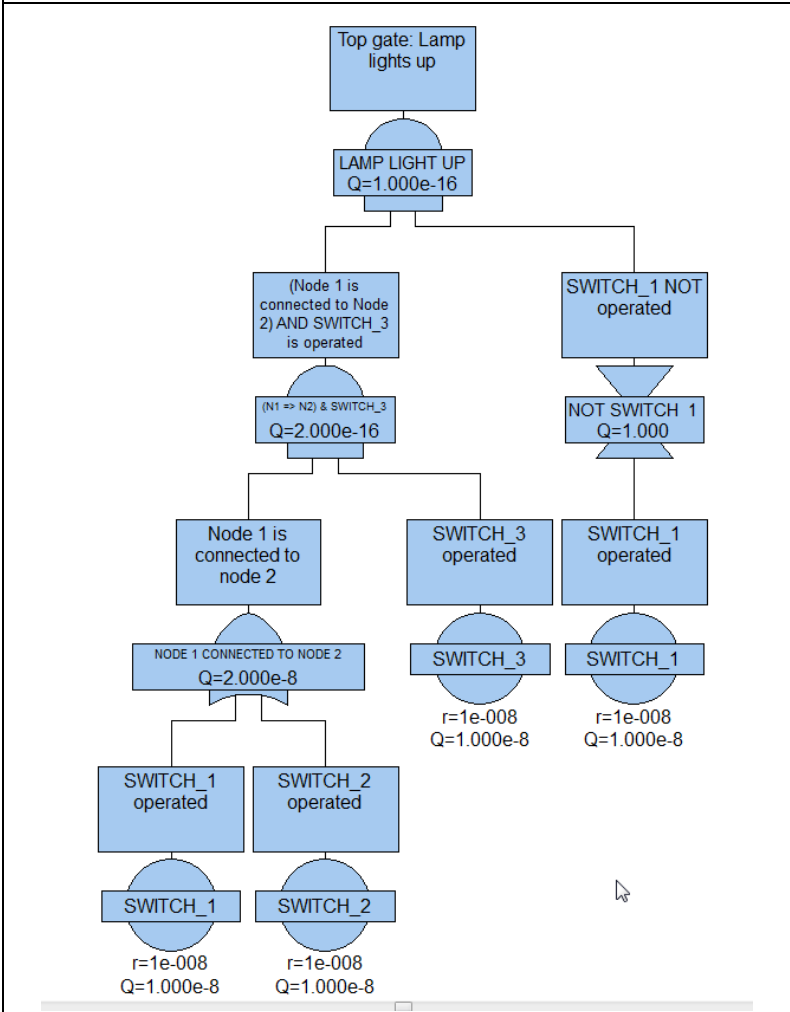 Top gate: Lamp
lights up
LAMP LIGHT UP
Q=1.000e-16
(Node 1 is
connected to Node
2) AND SWITCH_3
is operated
SWITCH_1 NOT
operated
(N1 => N2) & SWITCH_3
Q=2.000e-16
NOT SWITCH 1
Q=1.000
Node 1 is
connected to
node 2
SWITCH_3
operated
SWITCH_1
operated
NODE 1 CONNECTED TO NODE 2
Q=2.000e-8
SWITCH_3
r=1e-008
Q=1.000e-8
SWITCH_1
r=1e-008
Q=1.000e-8
SWITCH_1
operated
SWITCH_2
operated
SWITCH_1
r=1e-008
Q=1.000e-8
SWITCH_2
r=1e-008
Q=1.000e-8